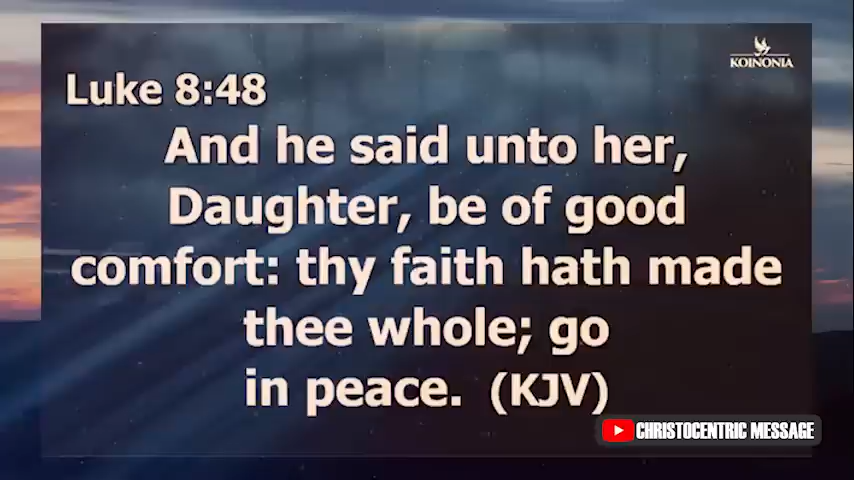 KOINONIA
Luke 8:48
And he said unto her,
Daughter, be of good
comfort: thy faith hath made
thee whole; go
in peace. (KJV)
CHRISTOCENTRIC MESSAGE